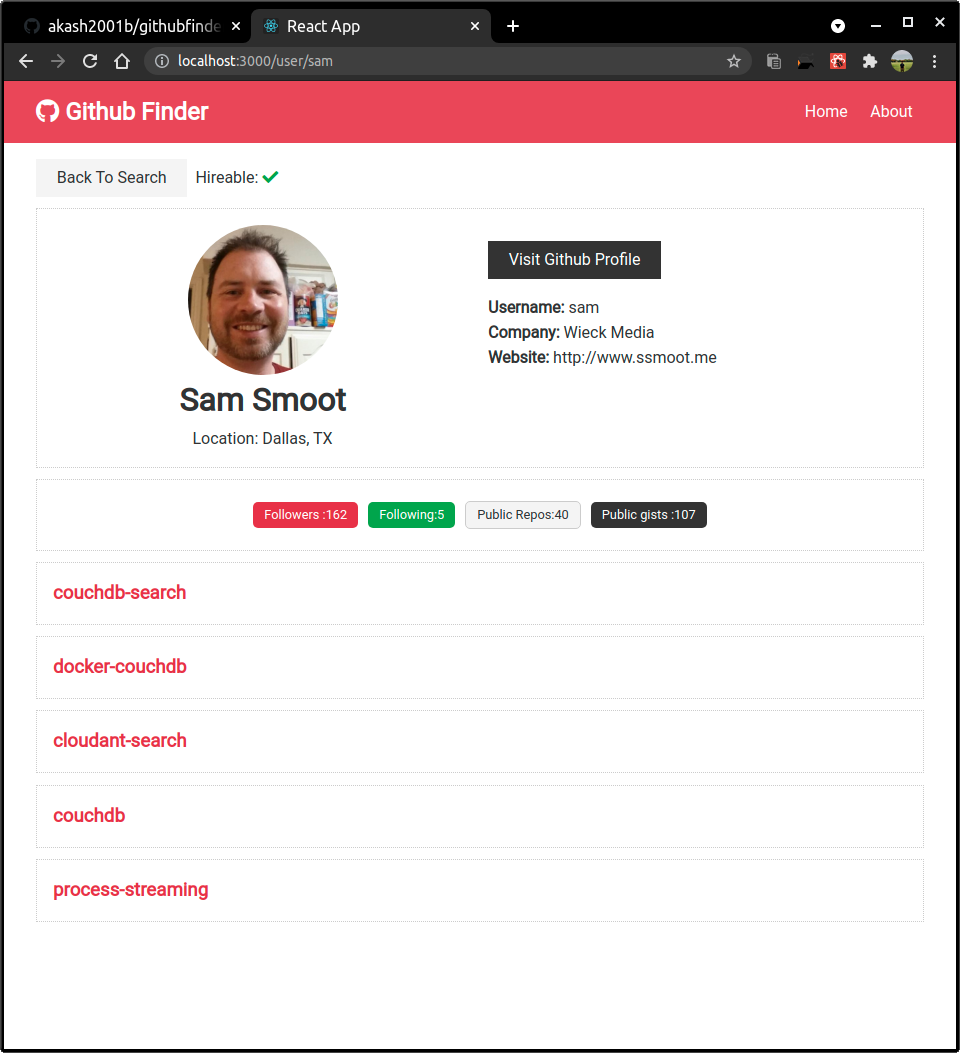 akash2001b/githubfinde
React App
localhost:3000/user/sam
Github Finder
Home
About
Back To Search
Hireable:
Visit Github Profile
Username: sam
Company: Wieck Media
Website: http://www.ssmoot.me
Sam Smoot
Location: Dallas, TX
Followers :162
Following:5
Public Repos:40
Public gists :107
couchdb-search
docker-couchdb
cloudant-search
couchdb
process-streaming